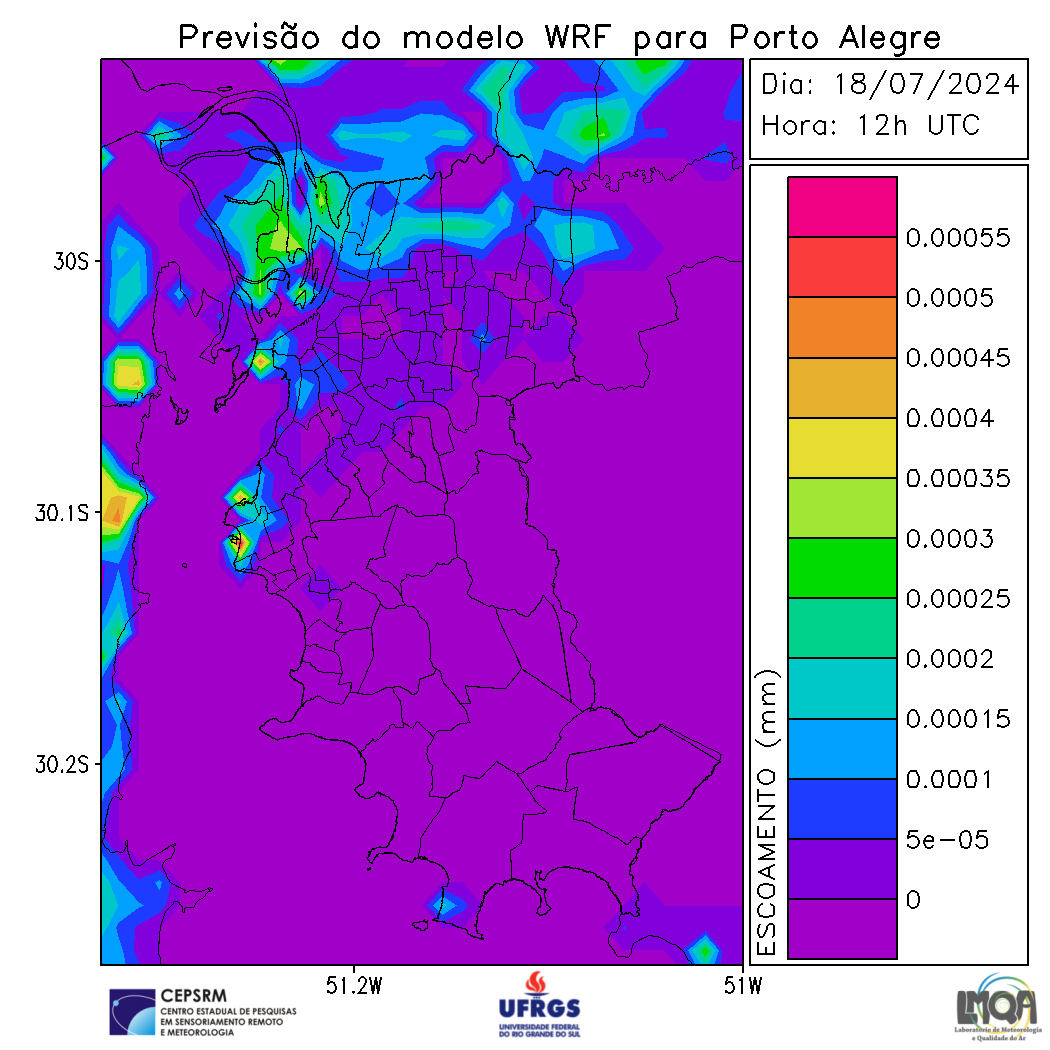 Previsão do modelo WRF para Porto Alegre
Dia: 18/07/2024
Hora: 12h UTC
0.00055
0.0005
0.00045
0.0004
0.00035
0.0003
0.00025
0.0002
0.00015
0.0001
5e-05
0
ESCOAMENTO (mm)
30S
30.1S
30.2S
51.2W
51W
CEPSRM
CENTRO ESTADUAL DE PESQUISAS
EM SENSORIAMENTO REMOTO
E METEOROLOGIA
UFRGS
UNIVERSIDADE FEDERAL
DO RIO GRANDE DO SUL
LMQA
Laboratório de Meteorologia
e Qualidade do Ar